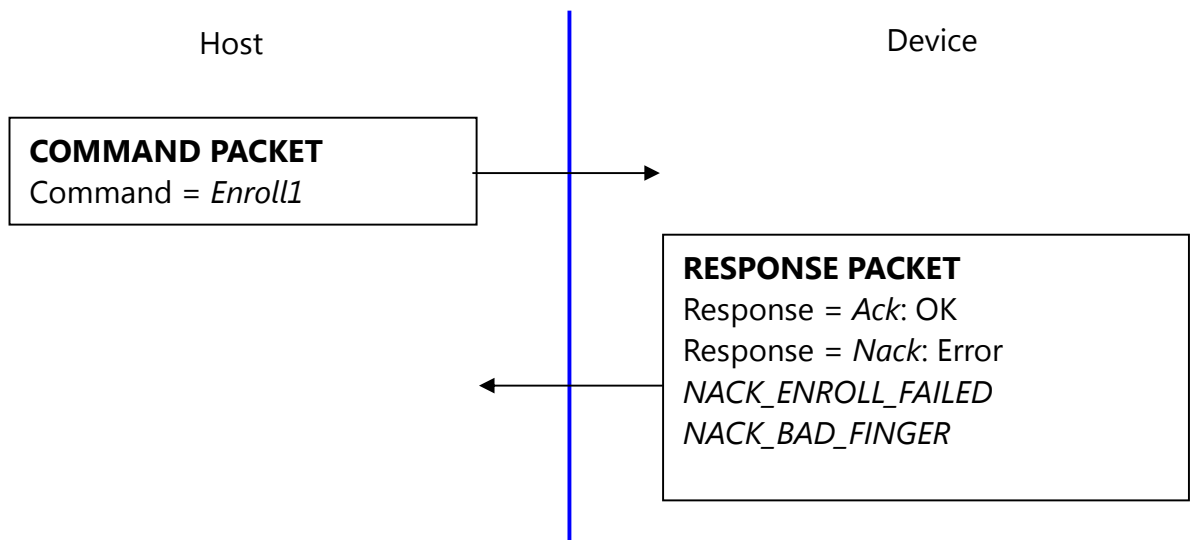 Host
Device
COMMAND PACKET
Command = Enroll1
RESPONSE PACKET
Response = Ack: OK
Response = Nack: Error
NACK_ENROLL_FAILED
NACK_BAD_FINGER